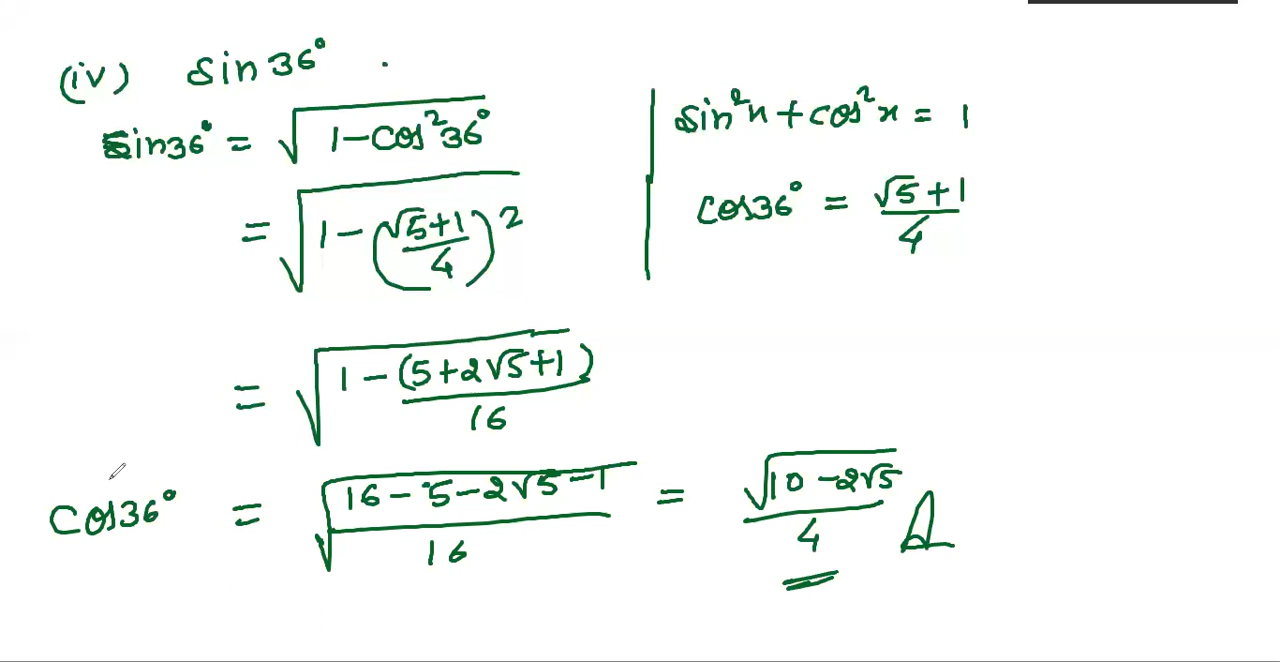 (iv) sin 36° .
sin36° = √(1-cos²36°)
= √(1-((√5+1)/4)²)
= √(1-(5+2√5+1)/16)
cos36° = √((16-5-2√5-1)/16) = √(10-2√5)/4
sin²x+cos²x = 1
cos36° = (√5+1)/4